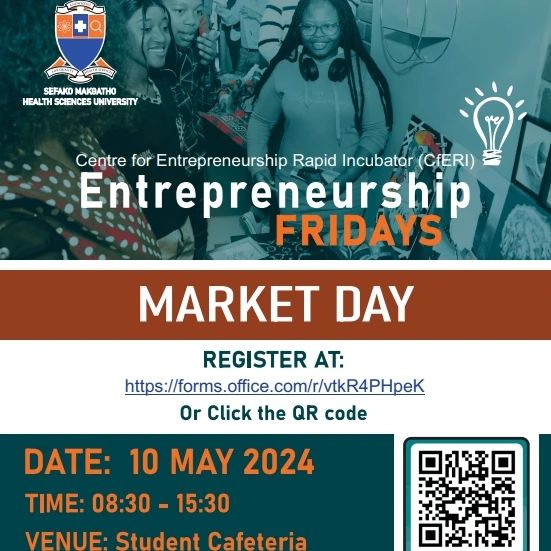 SEFAKO MAKGATHO
HEALTH SCIENCES UNIVERSITY
Centre for Entrepreneurship Rapid Incubator (CfERI)
Entrepreneurship
FRIDAYS
MARKET DAY
REGISTER AT:
https://forms.office.com/r/vtkR4PHpeK
Or Click the QR code
DATE: 10 MAY 2024
TIME: 08:30 - 15:30
VENUE: Student Cafeteria